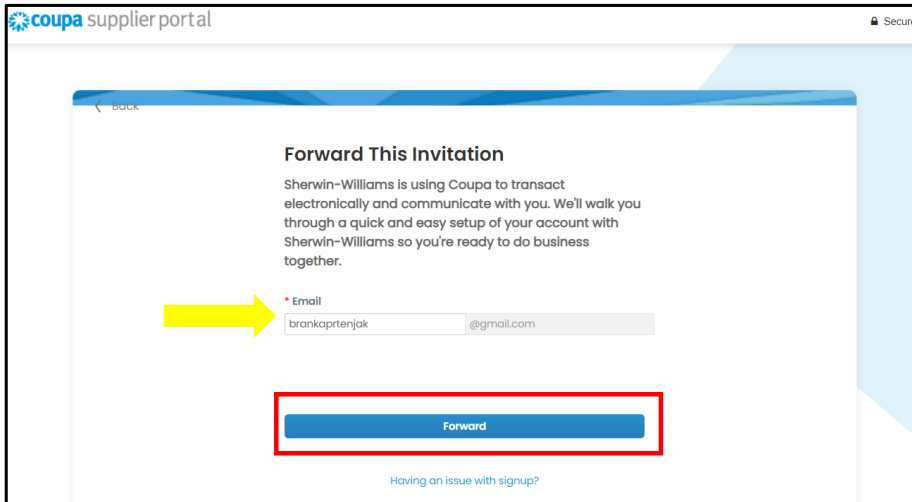 coupa supplier portal
Secure
Back
Forward This Invitation
Sherwin-Williams is using Coupa to transact
electronically and communicate with you. We'll walk you
through a quick and easy setup of your account with
Sherwin-Williams so you're ready to do business
together.
* Email
brankaprtenjak @gmail.com
Forward
Having an issue with signup?